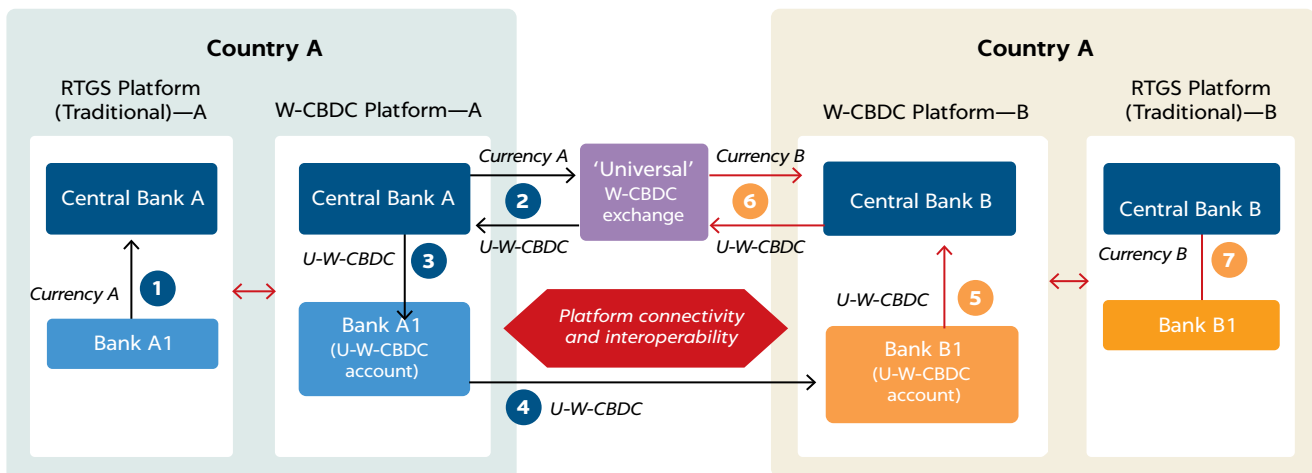 Country A
RTGS Platform
(Traditional)—A
W-CBDC Platform—A
Central Bank A
Currency A
1
Bank A1
Central Bank A
U-W-CBDC
3
Bank A1
(U-W-CBDC
account)
Currency A
2
U-W-CBDC
'Universal'
W-CBDC
exchange
Currency B
6
U-W-CBDC
Platform connectivity
and interoperability
4
U-W-CBDC
Country A
W-CBDC Platform—B
RTGS Platform
(Traditional)—B
Central Bank B
U-W-CBDC
5
Bank B1
(U-W-CBDC
account)
Central Bank B
Currency B
7
Bank B1